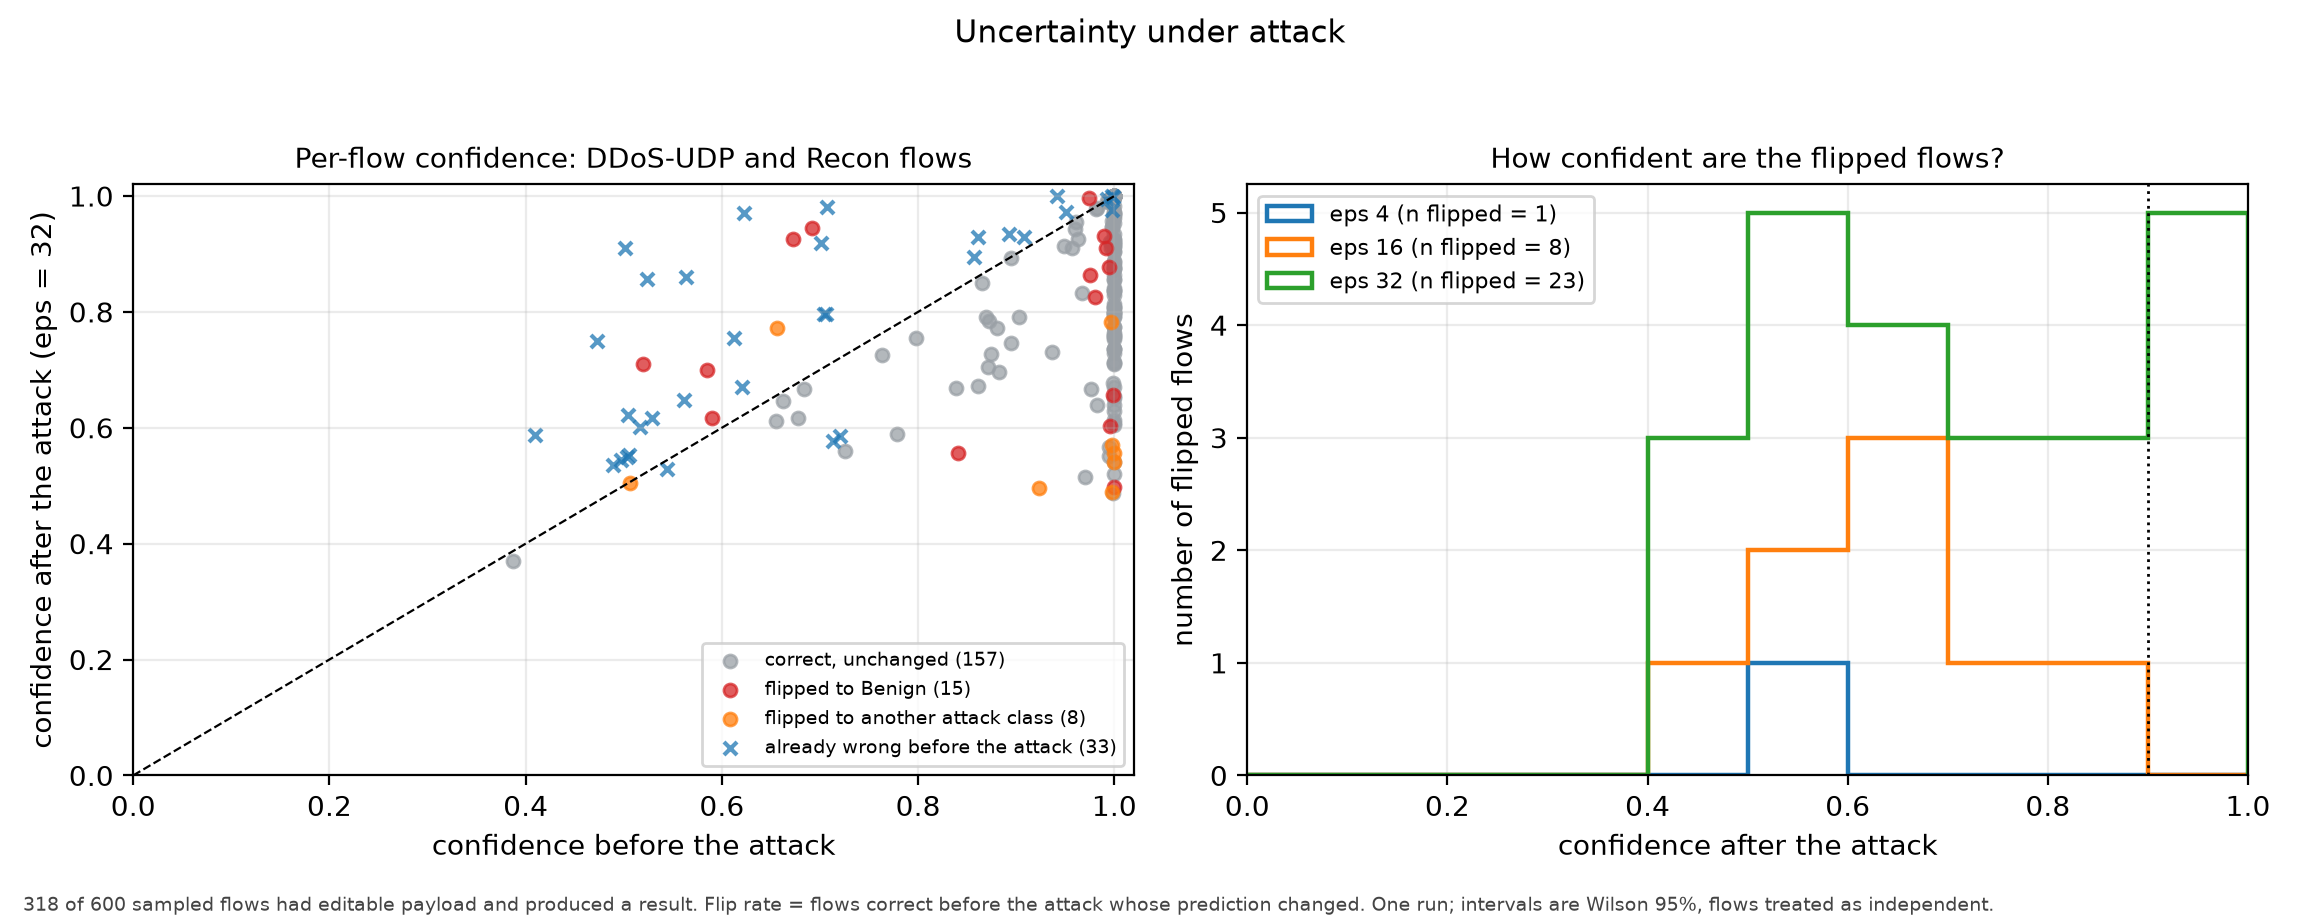 Uncertainty under attack
Per-flow confidence: DDoS-UDP and Recon flows
confidence after the attack (eps = 32)
1.0
0.8
0.6
0.4
0.2
0.0
correct, unchanged (157)
flipped to Benign (15)
flipped to another attack class (8)
already wrong before the attack (33)
0.0 0.2 0.4 0.6 0.8 1.0
confidence before the attack
How confident are the flipped flows?
number of flipped flows
5
4
3
2
1
0
eps 4 (n flipped = 1)
eps 16 (n flipped = 8)
eps 32 (n flipped = 23)
0.0 0.2 0.4 0.6 0.8 1.0
confidence after the attack
318 of 600 sampled flows had editable payload and produced a result. Flip rate = flows correct before the attack whose prediction changed. One run; intervals are Wilson 95%, flows treated as independent.